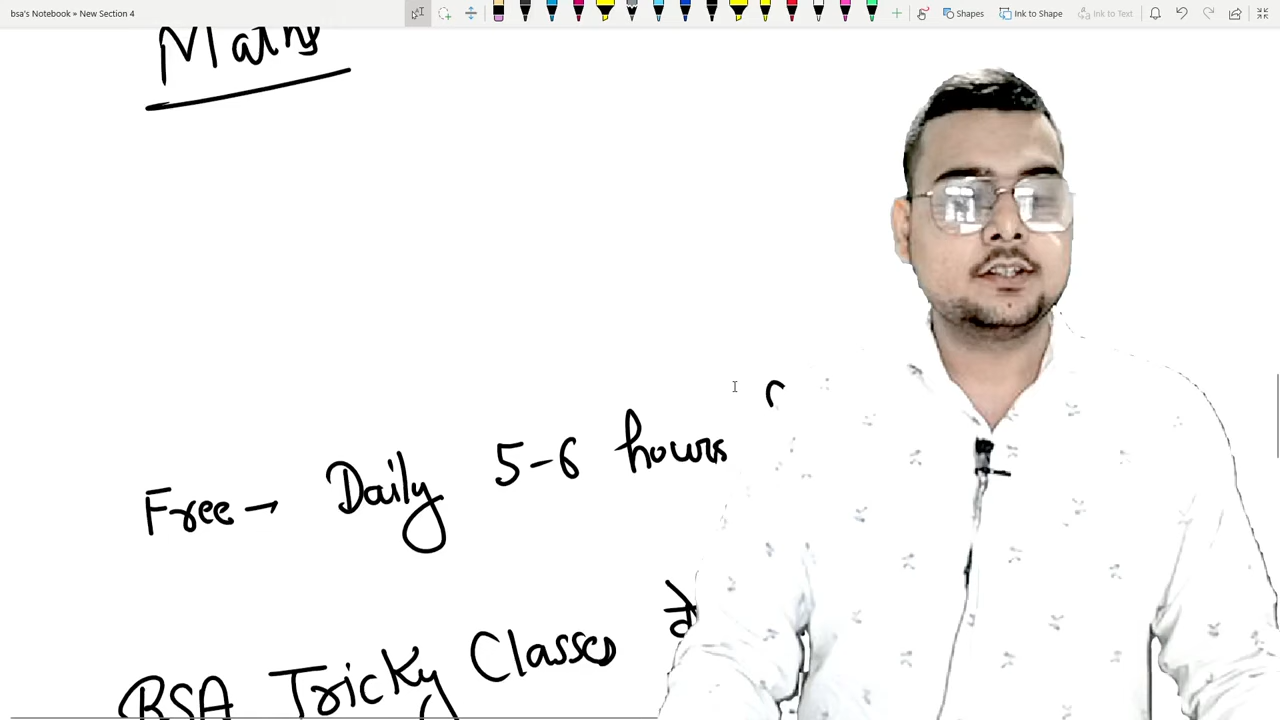 bsa's Notebook » New Section 4
Shapes
Ink to Shape
Ink to Text
Maths
Free → Daily 5-6 hours
BSA Tricky Classes